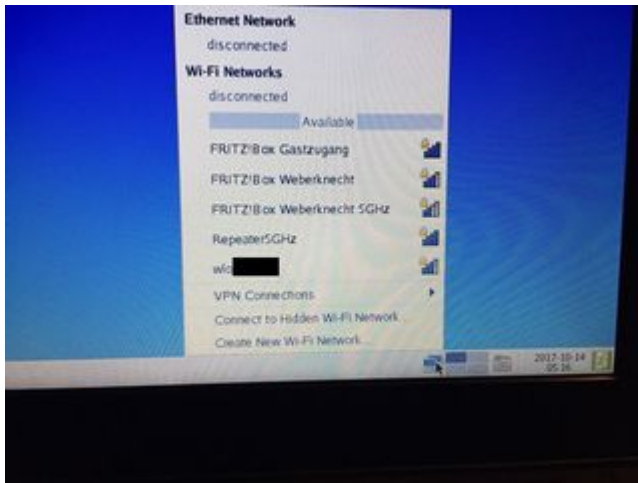 Ethernet Network
disconnected
Wi-Fi Networks
disconnected
Available
FRITZ!Box Gastzugang
FRITZ!Box Weberknecht
FRITZ!Box Weberknecht 5GHz
Repeater5GHz
wlo
VPN Connections
Connect to Hidden Wi-Fi Network...
Create New Wi-Fi Network...
2017-10-14
05:16